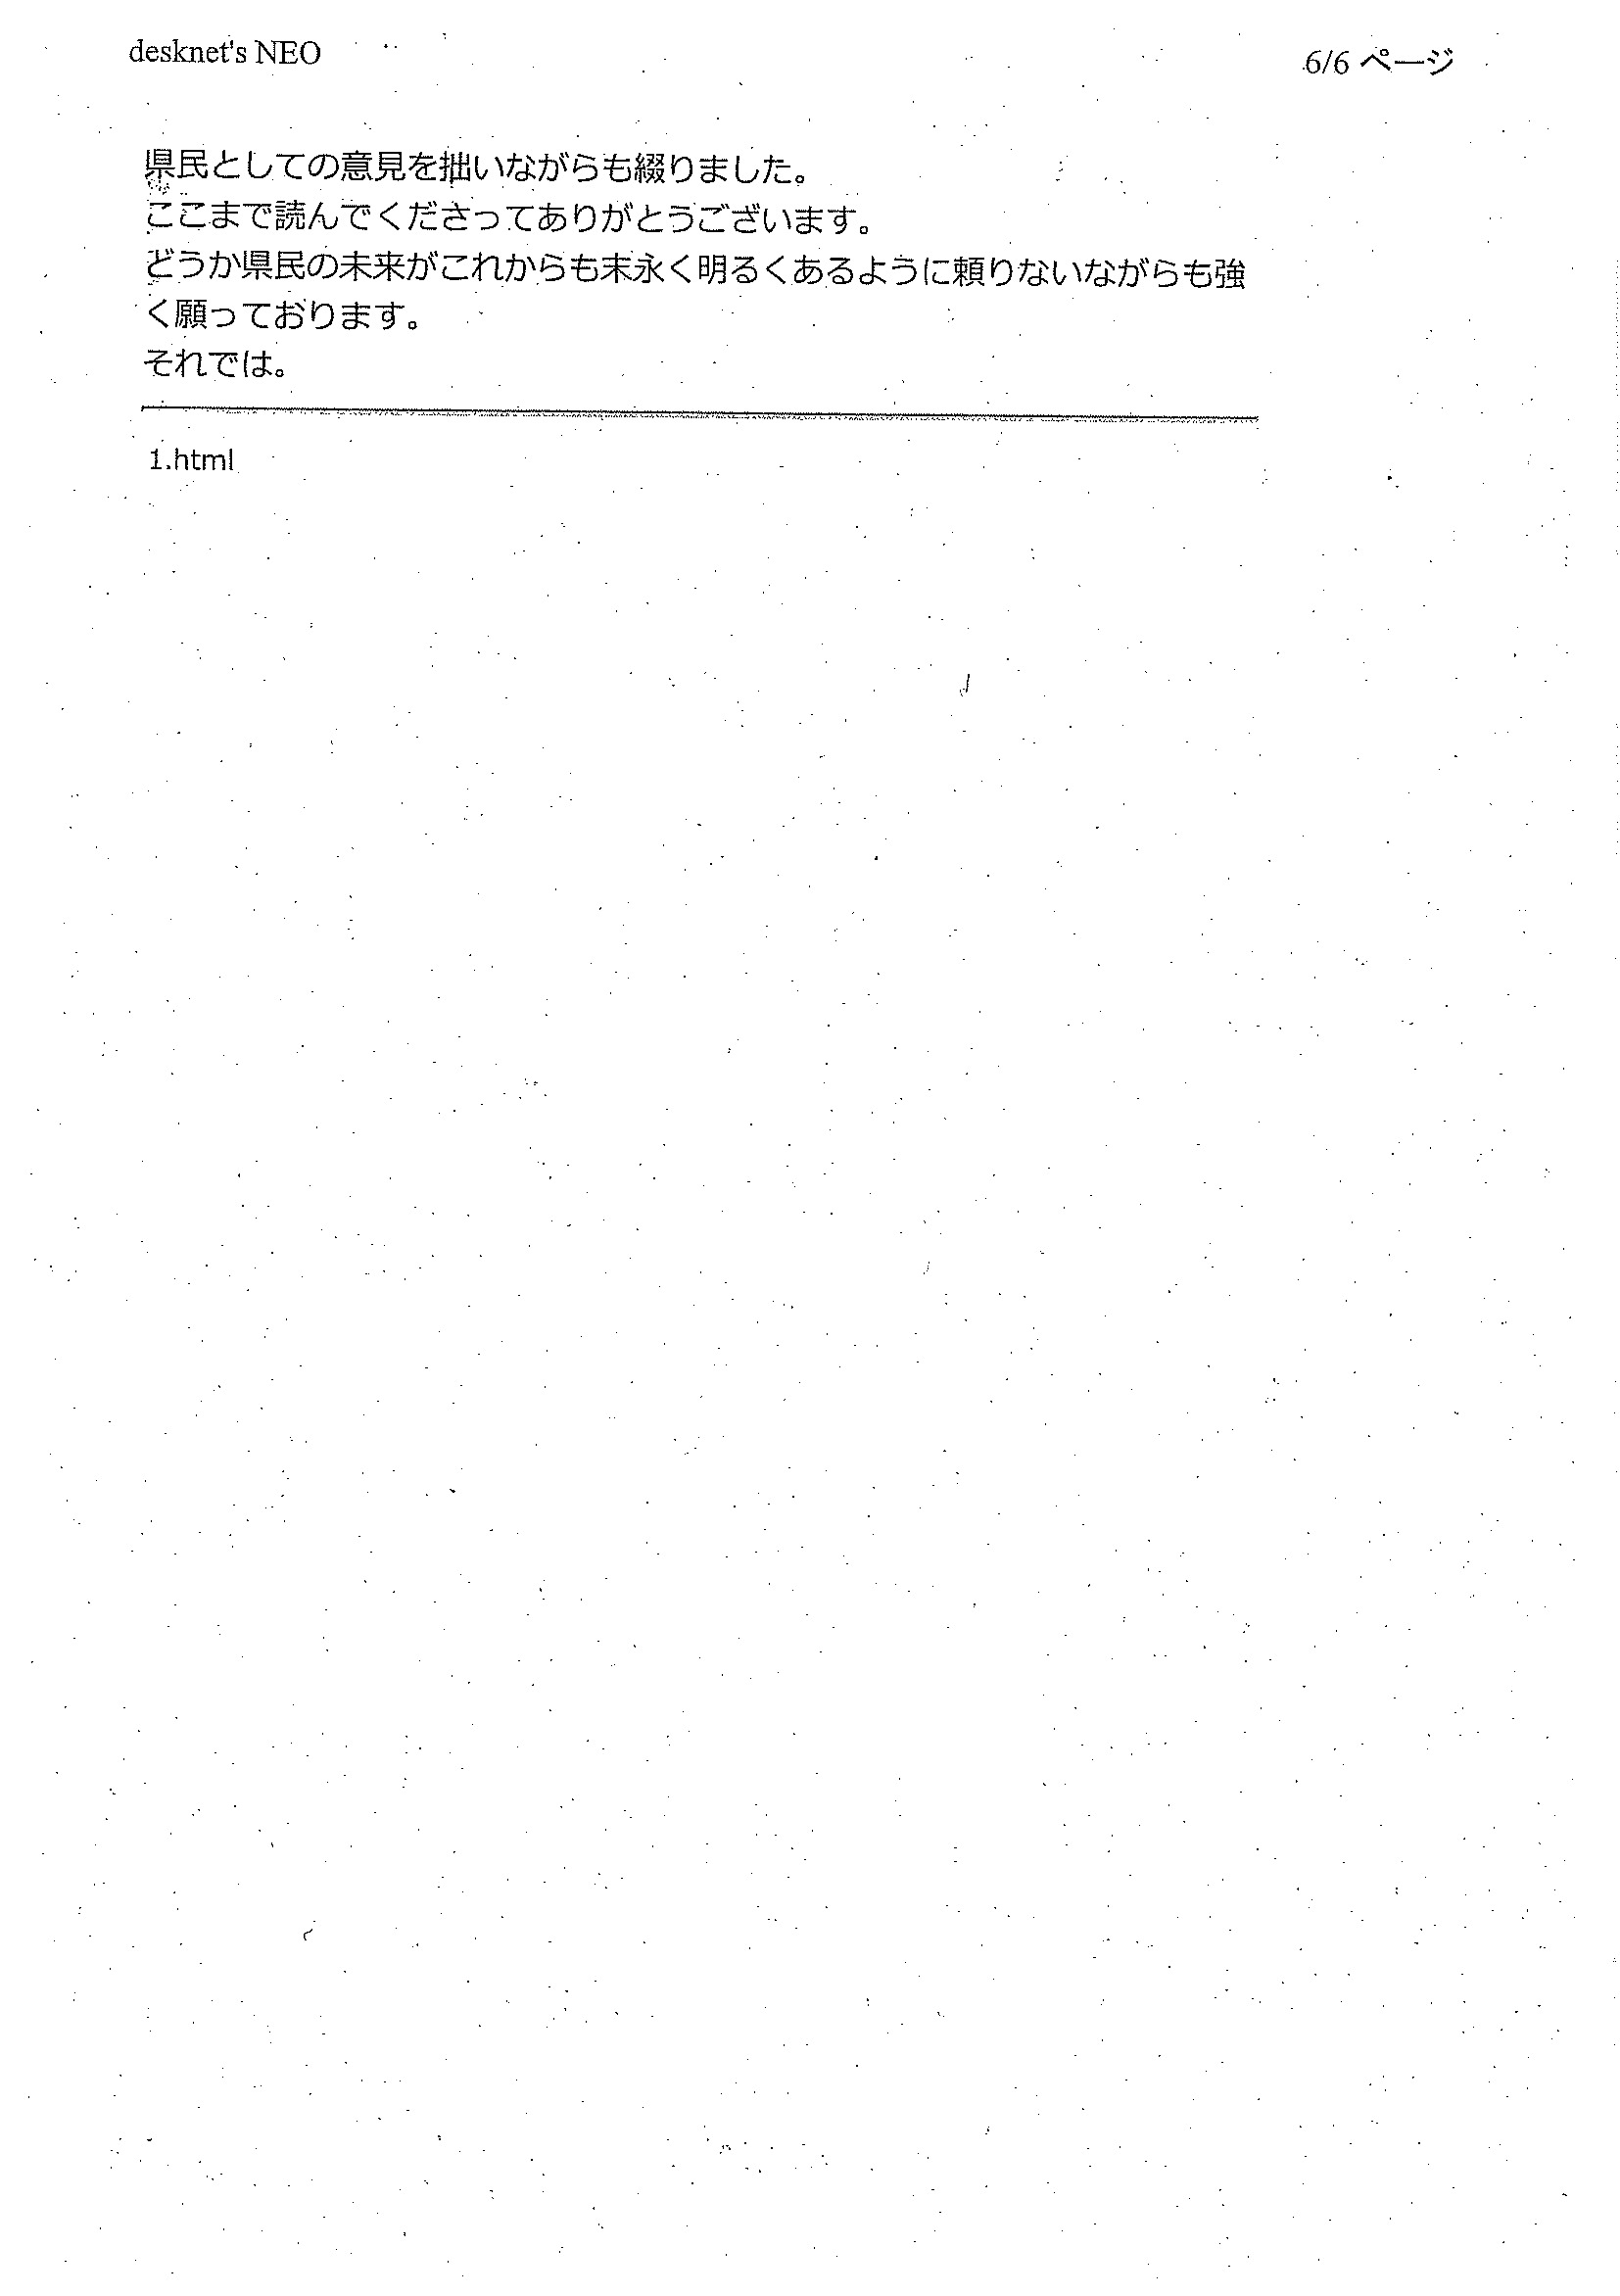 desknet's NEO
6/6 ページ
県民としての意見を拙いながらも綴りました。
ここまで読んでくださってありがとうございます。
どうか県民の未来がこれからも末永く明るくあるように頼りないながらも強
く願っております。
それでは。
1.html